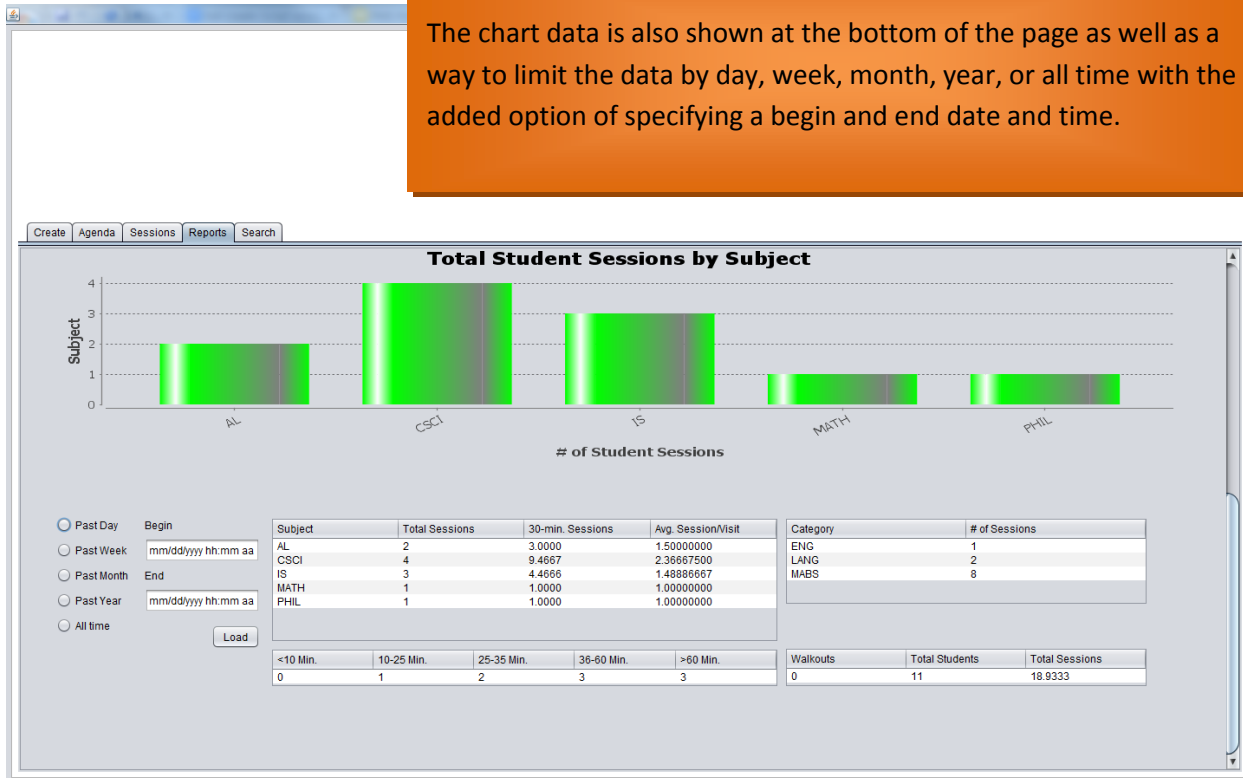 The chart data is also shown at the bottom of the page as well as a
way to limit the data by day, week, month, year, or all time with the
added option of specifying a begin and end date and time.
Create Agenda Sessions Reports Search
Total Student Sessions by Subject
Subject
4
3
2
1
0
AL CSCI IS MATH PHIL
# of Student Sessions
Past Day Begin
Past Week mm/dd/yyyy hh:mm aa
Past Month End
Past Year mm/dd/yyyy hh:mm aa
All time
Load
Subject Total Sessions 30-min. Sessions Avg. Session/Visit
AL 2 3.0000 1.50000000
CSCI 4 9.4667 2.36667500
IS 3 4.4666 1.48886667
MATH 1 1.0000 1.00000000
PHIL 1 1.0000 1.00000000
Category # of Sessions
ENG 1
LANG 2
MABS 8
<10 Min. 10-25 Min. 25-35 Min. 36-60 Min. >60 Min.
0 1 2 3 3
Walkouts Total Students Total Sessions
0 11 18.9333